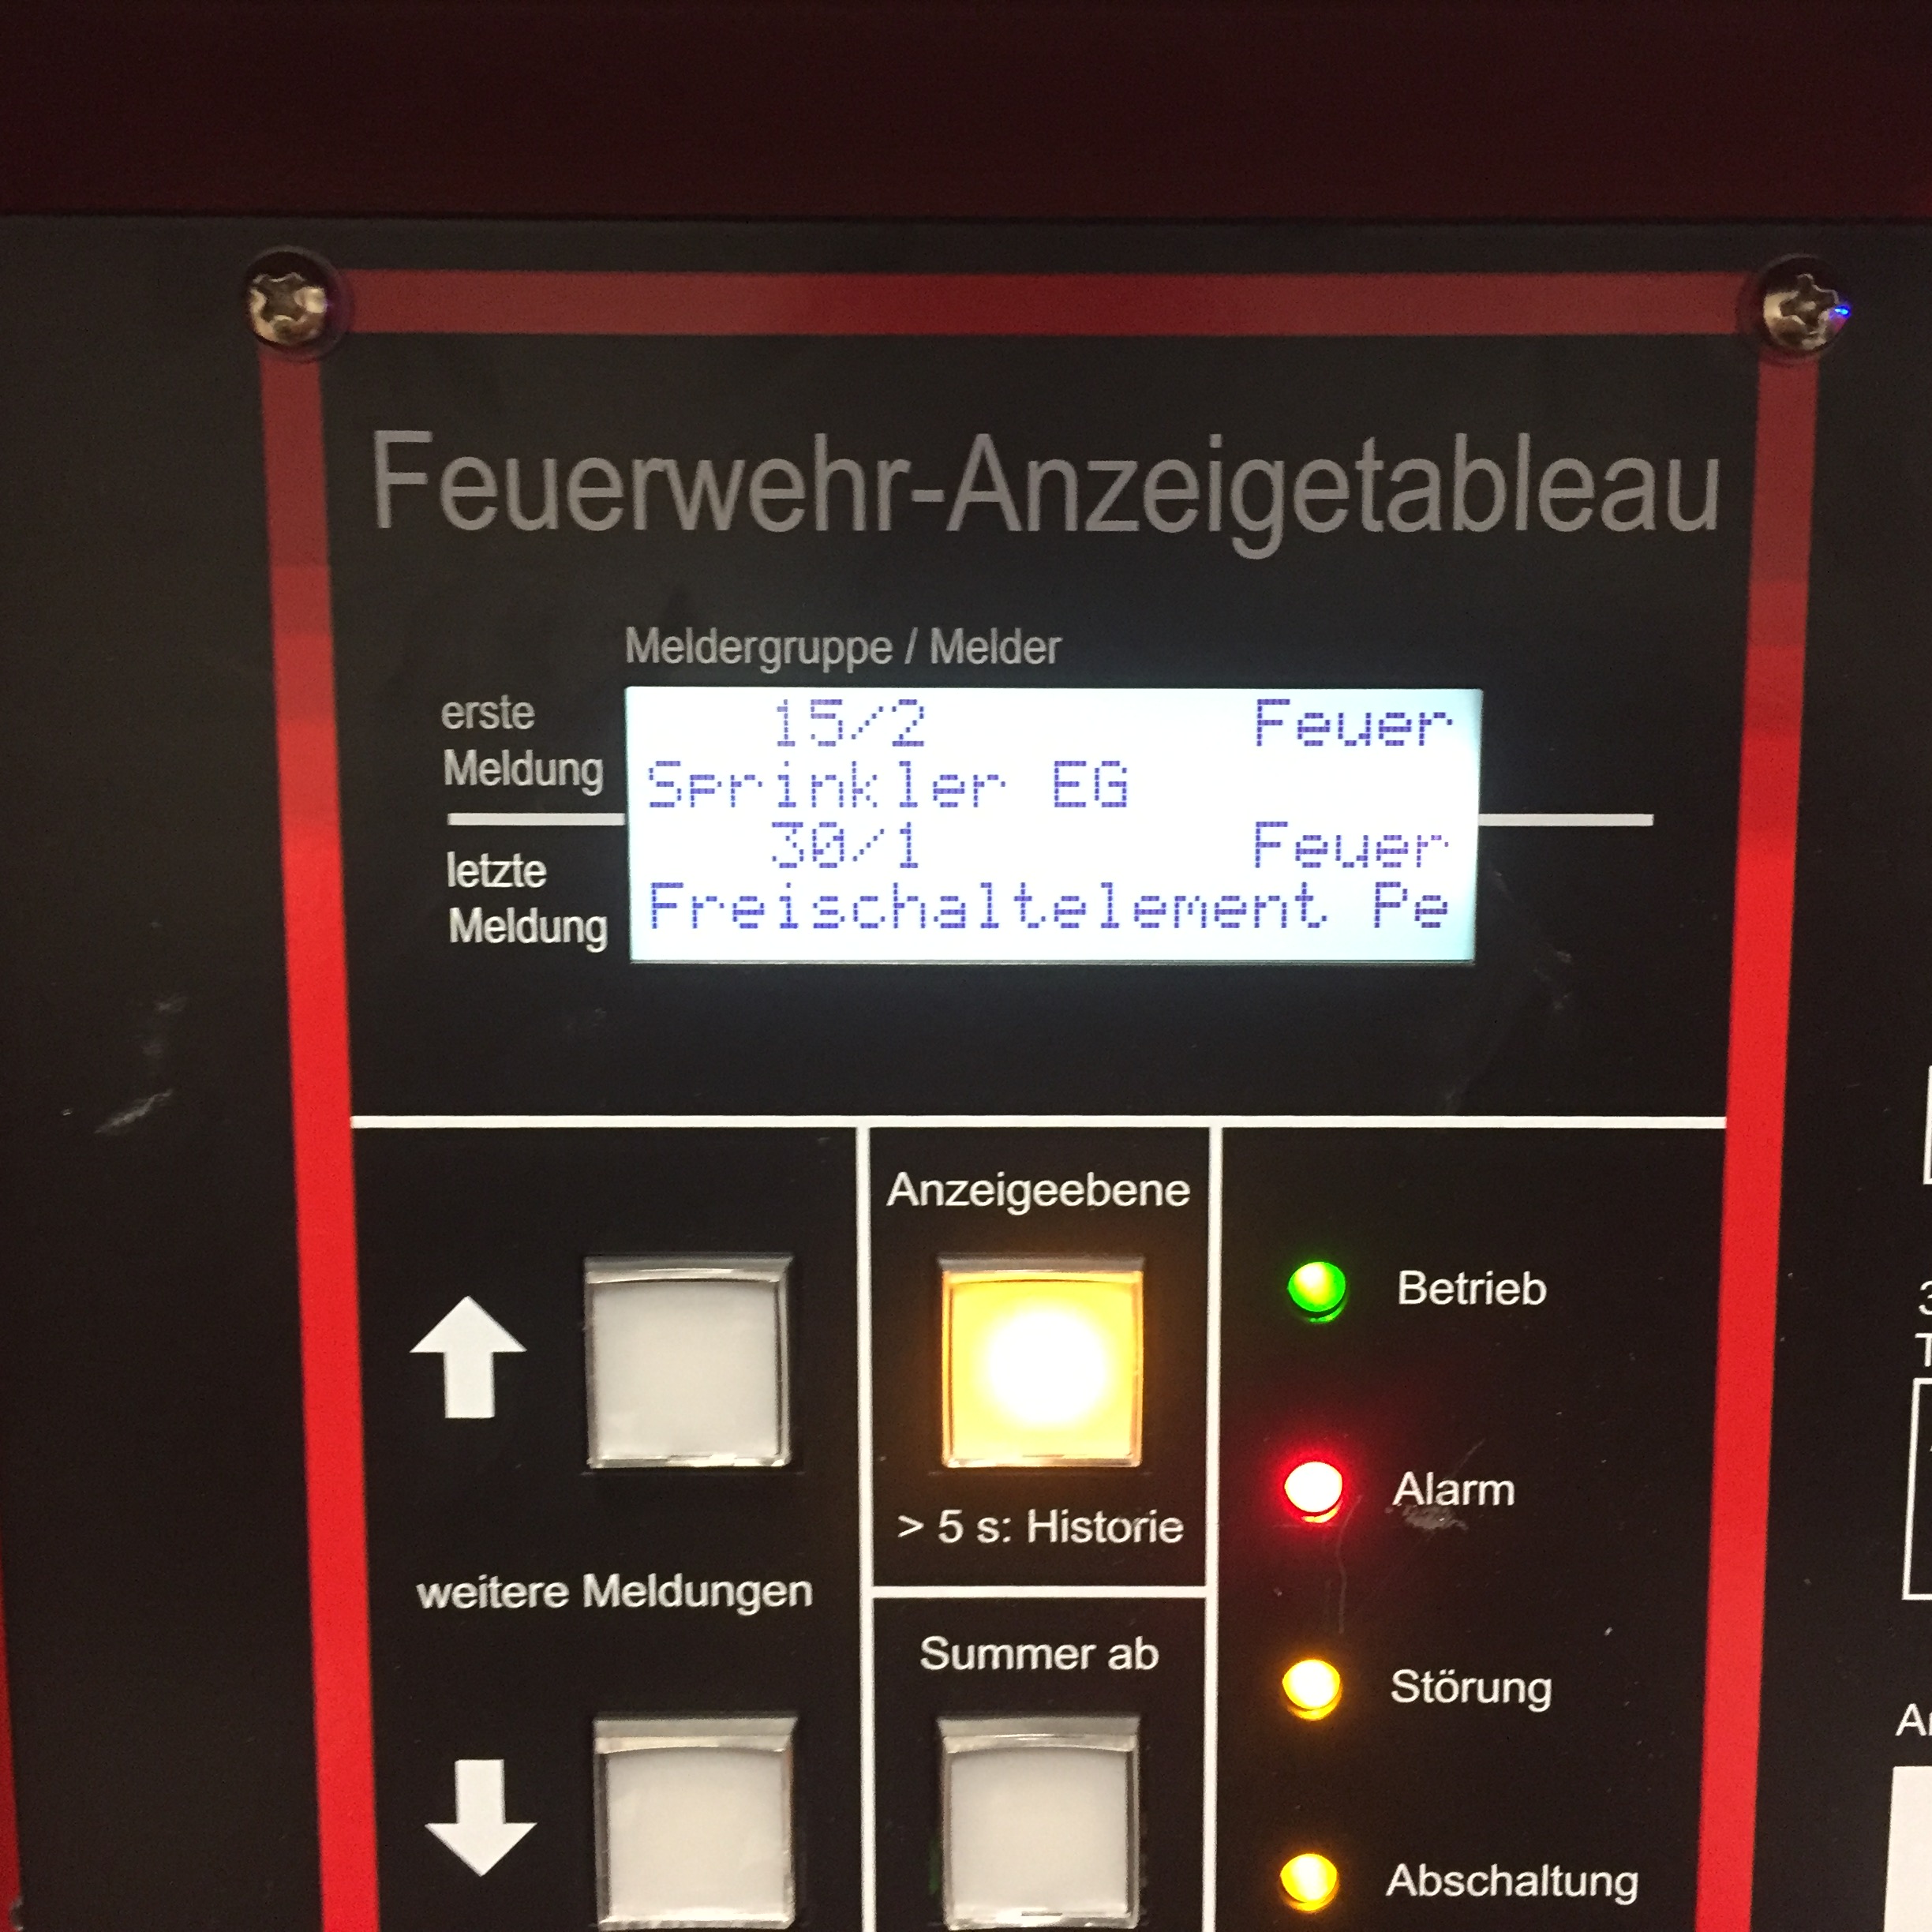 Feuerwehr-Anzeigetableau
Meldergruppe / Melder
erste
Meldung
15/2 Feuer
Sprinkler EG
letzte
Meldung
30/1 Feuer
Freischaltelement Pe
Anzeigeebene
> 5 s: Historie
weitere Meldungen
Summer ab
Betrieb
Alarm
Störung
Abschaltung